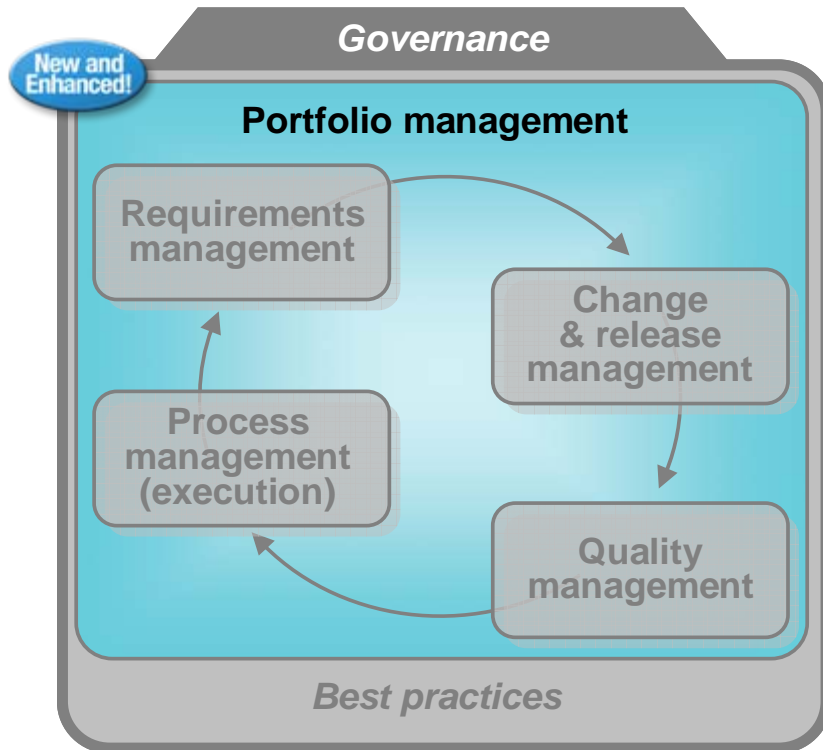 Governance
New and
Enhanced!
Portfolio management
Requirements
management
Change
& release
management
Process
management
(execution)
Quality
management
Best practices